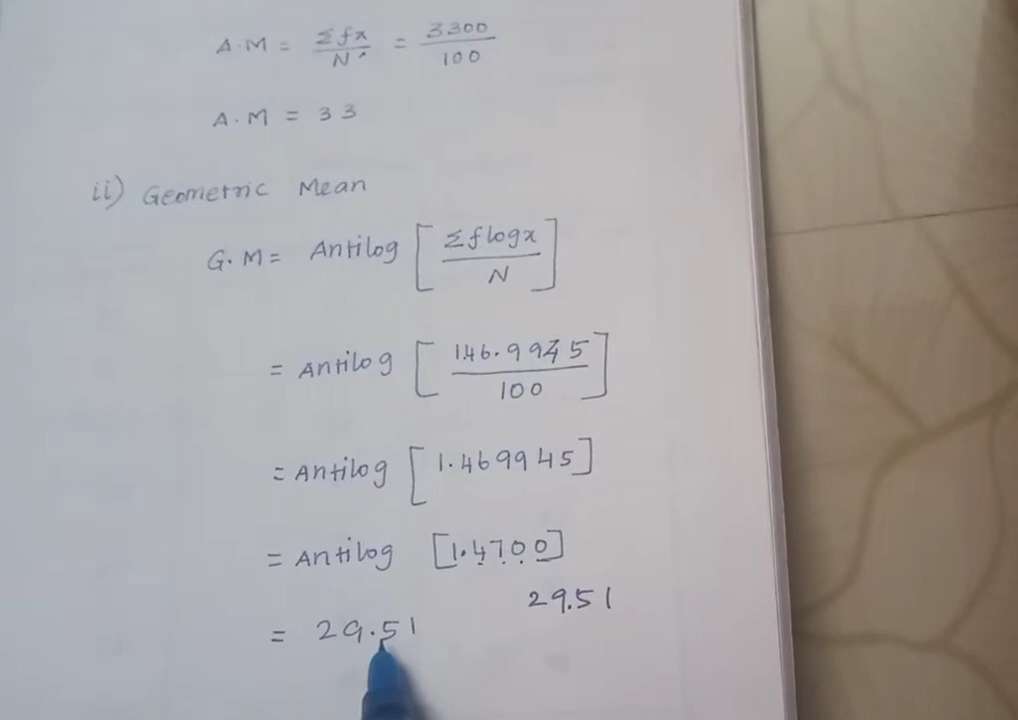 A.M = Σfx/N = 3300/100
A.M = 33
ii) Geometric Mean
G.M = Antilog [Σf logx/N]
= Antilog [146.9945/100]
= Antilog [1.469945]
= Antilog [1.4700]
29.51
= 29.51